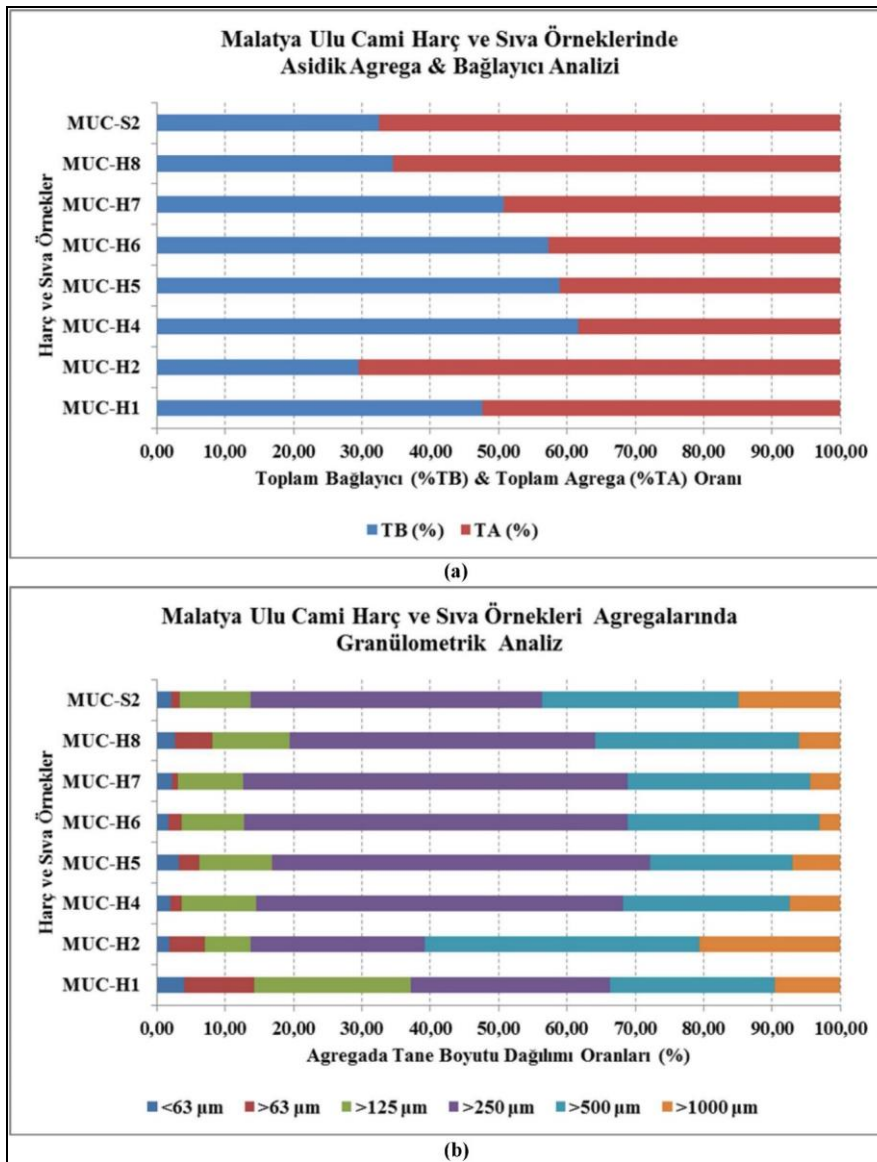 Malatya Ulu Cami Harç ve Sıva Örneklerinde
Asidik Agrega & Bağlayıcı Analizi
Harç ve Sıva Örnekler
MUC-S2
MUC-H8
MUC-H7
MUC-H6
MUC-H5
MUC-H4
MUC-H2
MUC-H1
0,00 10,00 20,00 30,00 40,00 50,00 60,00 70,00 80,00 90,00 100,00
Toplam Bağlayıcı (%TB) & Toplam Agrega (%TA) Oranı
TB (%) TA (%)
(a)
Malatya Ulu Cami Harç ve Sıva Örnekleri Agregalarında
Granülometrik Analiz
Harç ve Sıva Örnekler
MUC-S2
MUC-H8
MUC-H7
MUC-H6
MUC-H5
MUC-H4
MUC-H2
MUC-H1
0,00 10,00 20,00 30,00 40,00 50,00 60,00 70,00 80,00 90,00 100,00
Agregada Tane Boyutu Dağılımı Oranları (%)
<63 µm >63 µm >125 µm >250 µm >500 µm >1000 µm
(b)